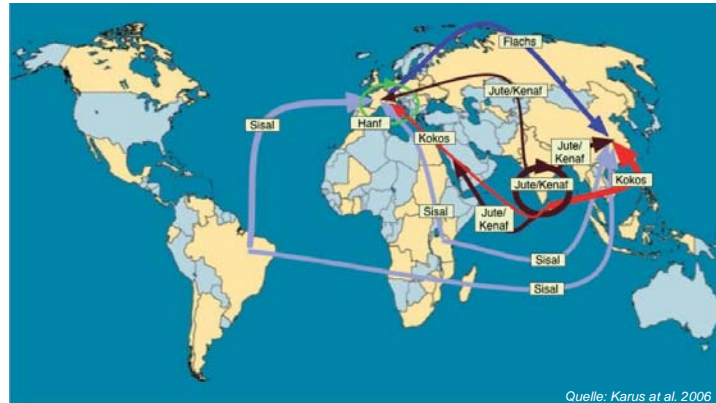 Flachs
Jute/Kenaf
Sisal
Hanf
Kokos
Jute/
Kenaf
Jute/Kenaf
Kokos
Sisal
Jute/
Kenaf
Sisal
Sisal
Quelle: Karus at al. 2006